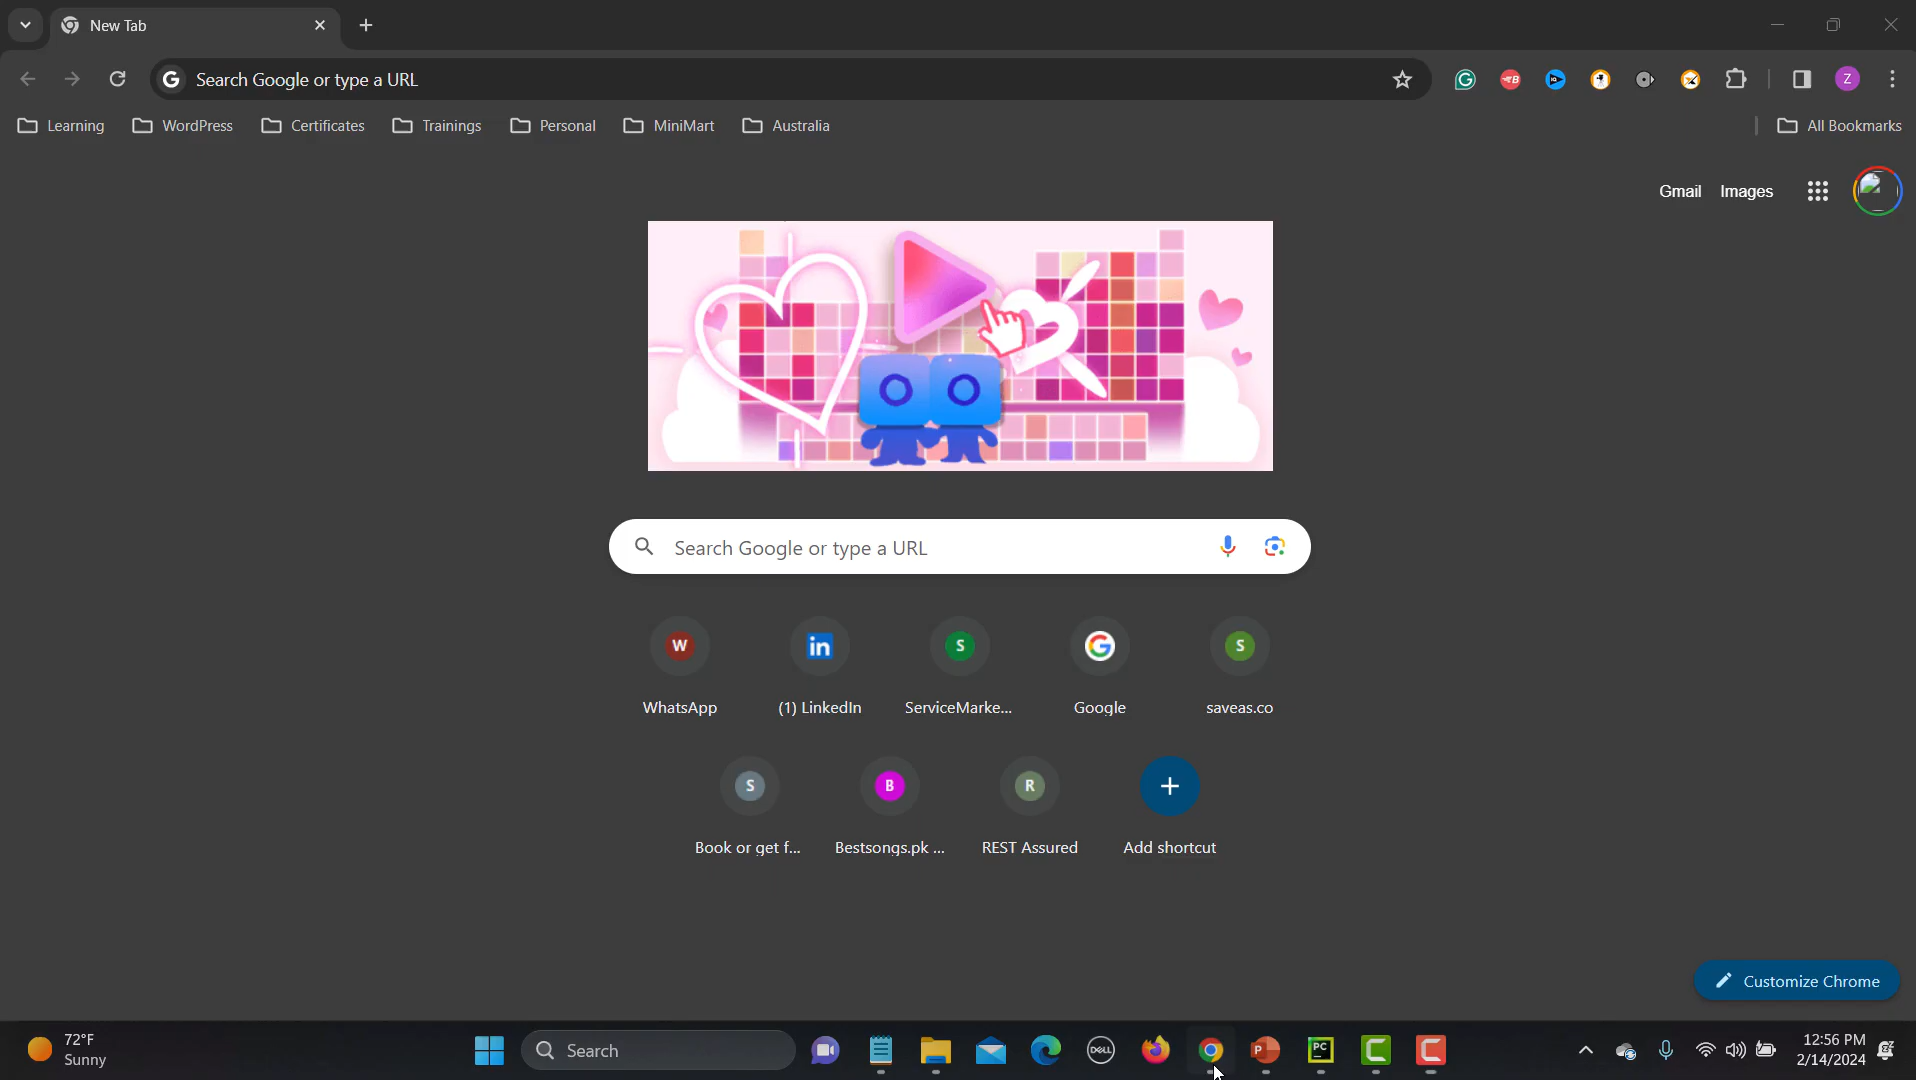 New Tab
Search Google or type a URL
Learning
WordPress
Certificates
Trainings
Personal
MiniMart
Australia
All Bookmarks
Z
Gmail
Images
Search Google or type a URL
W
WhatsApp
in
(1) LinkedIn
S
ServiceMarke...
G
Google
S
saveas.co
S
Book or get f...
B
Bestsongs.pk ...
R
REST Assured
Add shortcut
Customize Chrome
72°F
Sunny
Search
DELL
P
PC
C
C
12:56 PM
2/14/2024